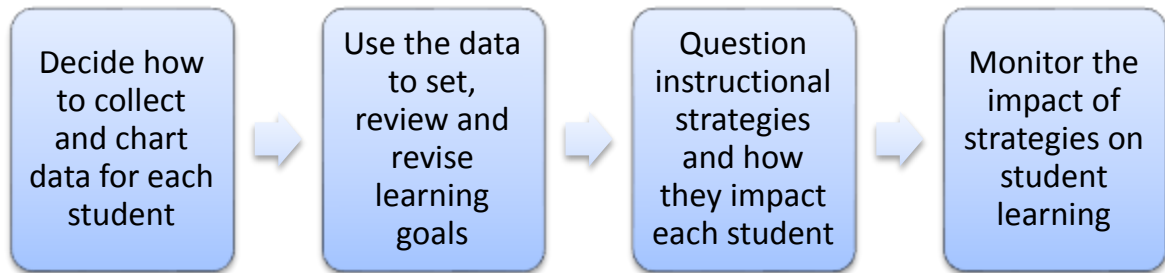 Decide how
to collect
and chart
data for each
student
Use the data
to set,
review and
revise
learning
goals
Question
instructional
strategies
and how
they impact
each student
Monitor the
impact of
strategies on
student
learning